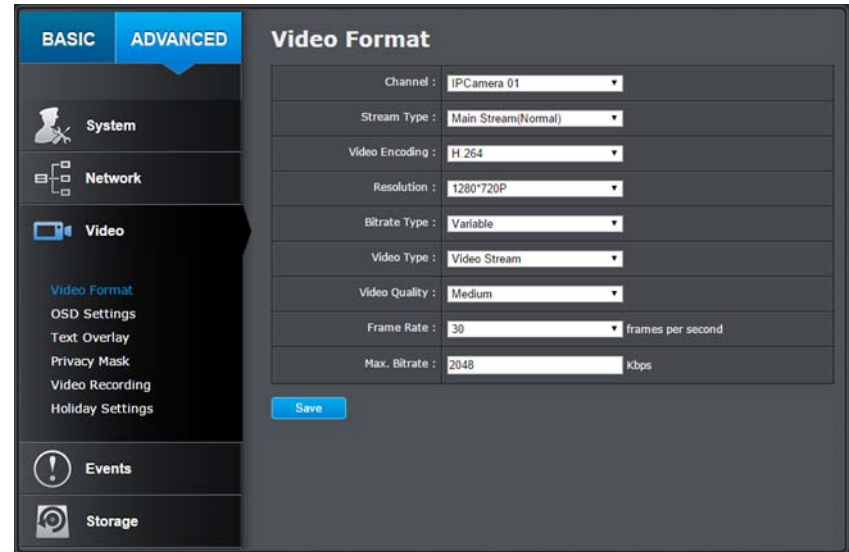 BASIC ADVANCED
System
Network
Video
Video Format
OSD Settings
Text Overlay
Privacy Mask
Video Recording
Holiday Settings
Events
Storage
Video Format
Channel : IPCamera 01
Stream Type : Main Stream(Normal)
Video Encoding : H.264
Resolution : 1280*720P
Bitrate Type : Variable
Video Type : Video Stream
Video Quality : Medium
Frame Rate : 30 frames per second
Max. Bitrate : 2048 Kbps
Save